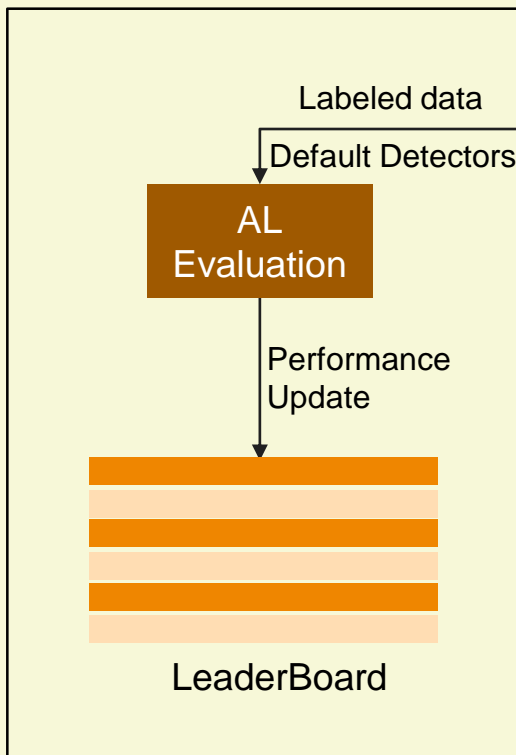 Labeled data
Default Detectors
AL
Evaluation
Performance
Update
LeaderBoard